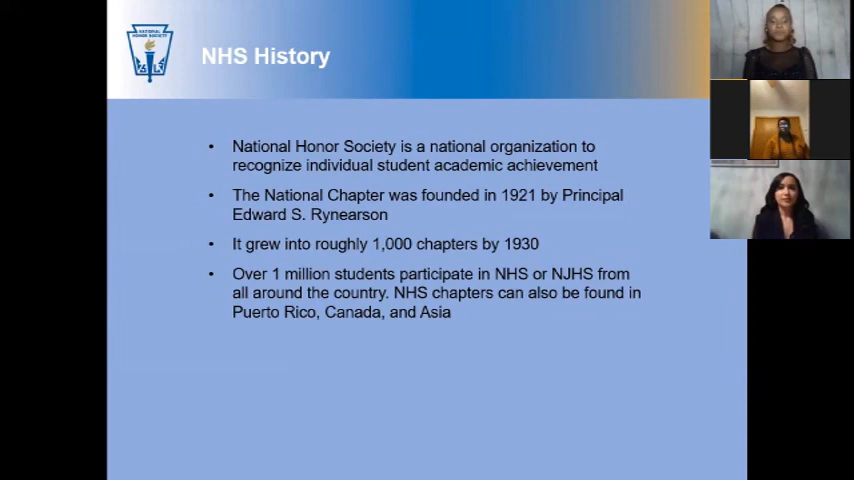 NATIONAL
HONOR SOCIETY
NHS History
• National Honor Society is a national organization to
recognize individual student academic achievement
• The National Chapter was founded in 1921 by Principal
Edward S. Rynearson
• It grew into roughly 1,000 chapters by 1930
• Over 1 million students participate in NHS or NJHS from
all around the country. NHS chapters can also be found in
Puerto Rico, Canada, and Asia